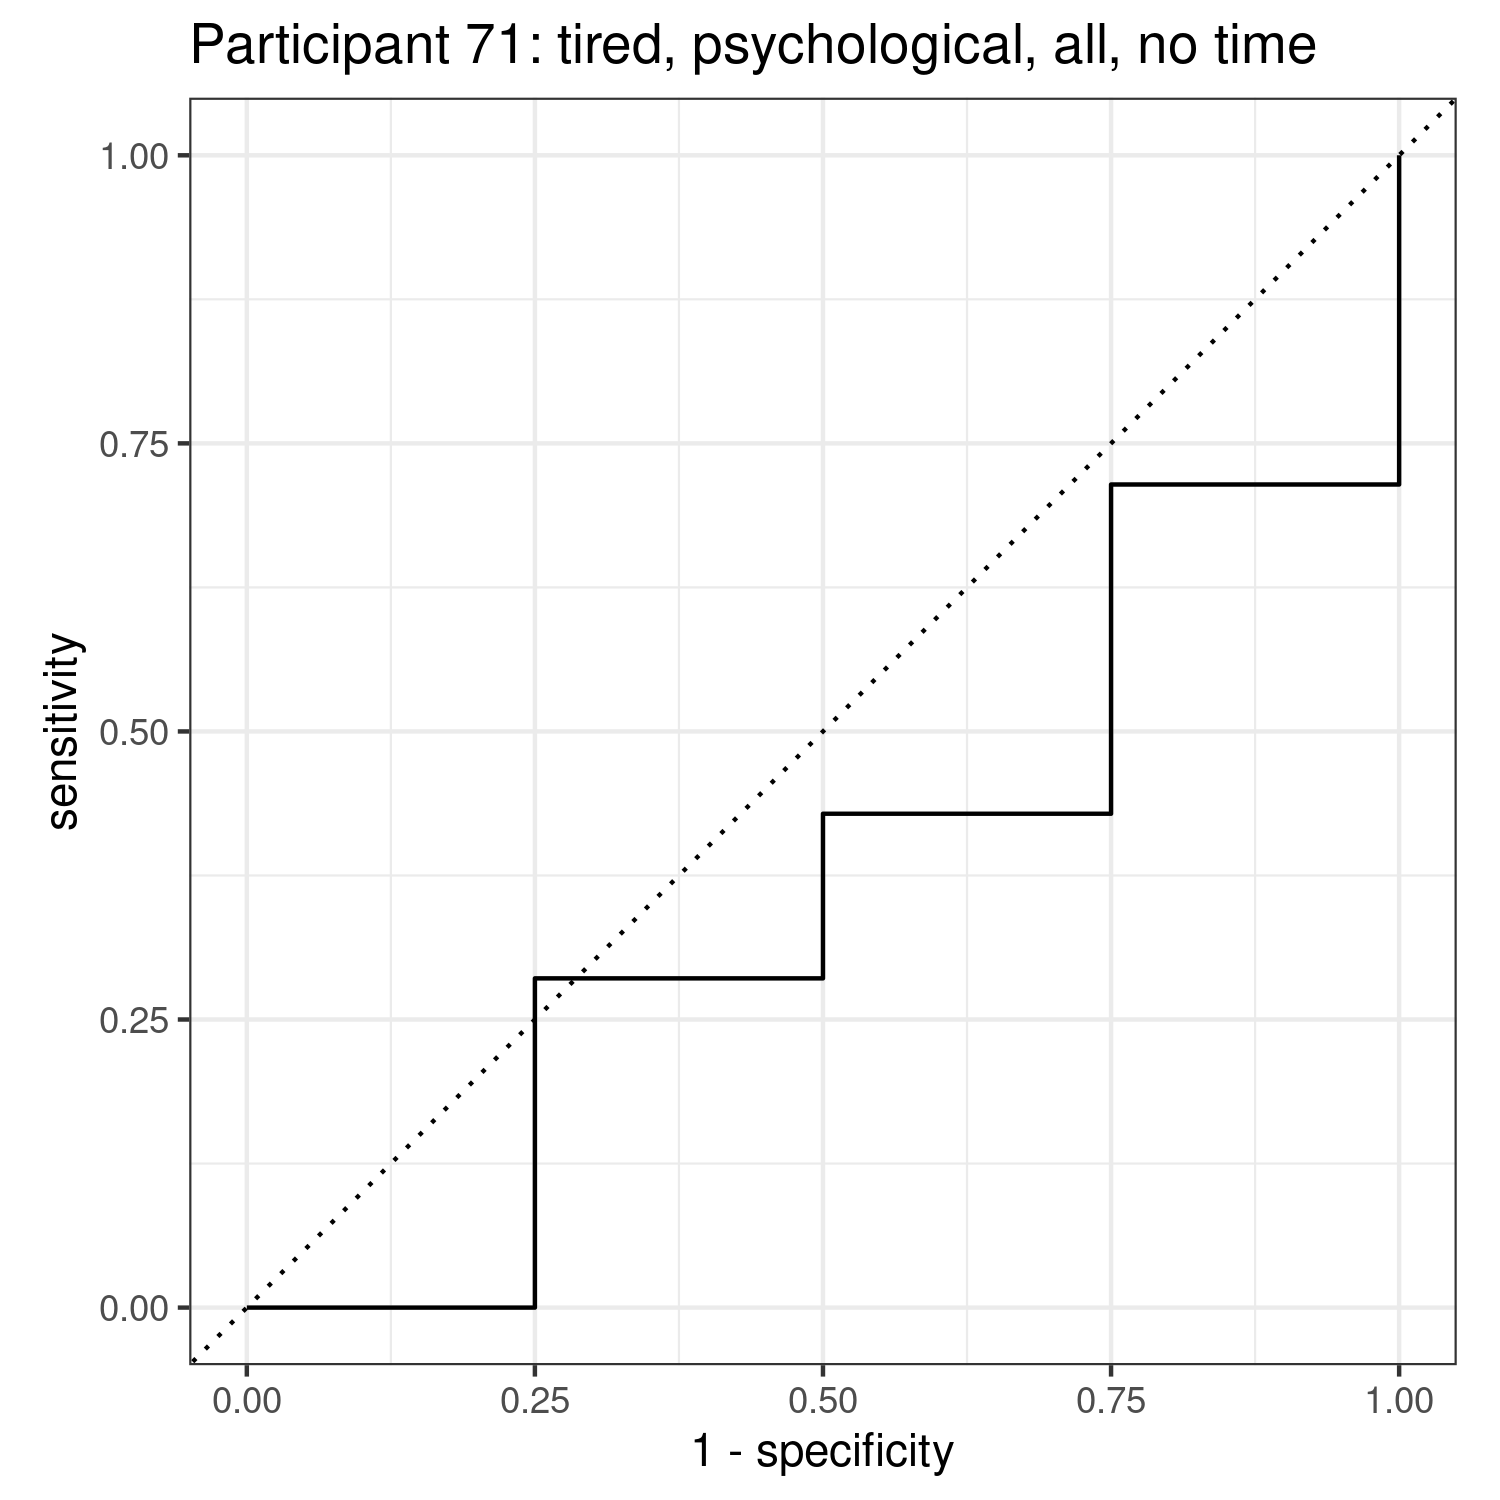 Participant 71: tired, psychological, all, no time
1.00
0.75
0.50
0.25
0.00
sensitivity
0.00 0.25 0.50 0.75 1.00
1 - specificity